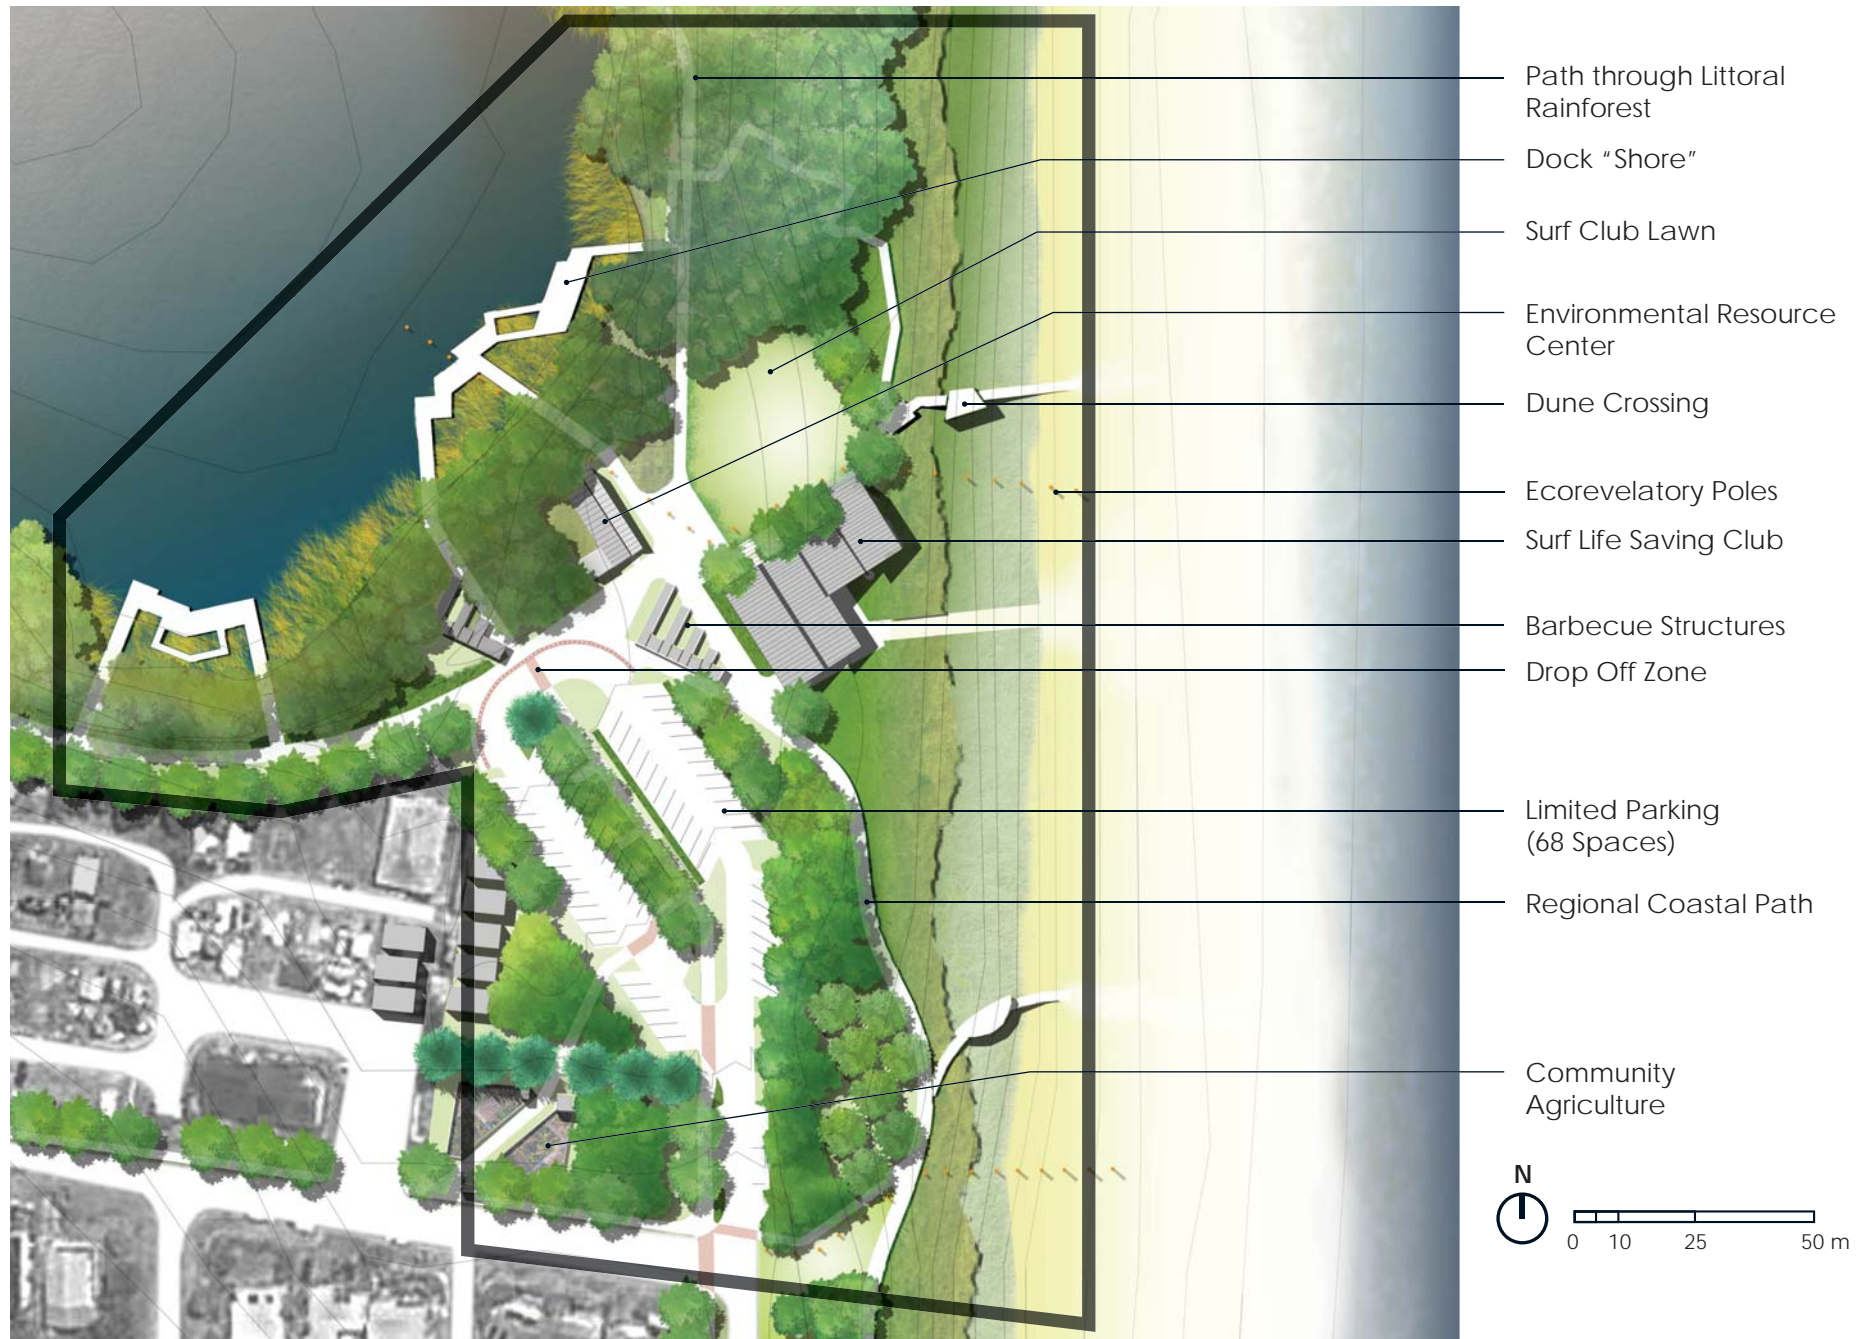 Path through Littoral
Rainforest
Dock “Shore”
Surf Club Lawn
Environmental Resource
Center
Dune Crossing
Ecorevelatory Poles
Surf Life Saving Club
Barbecue Structures
Drop Off Zone
Limited Parking
(68 Spaces)
Regional Coastal Path
Community
Agriculture
N
0 10 25 50 m